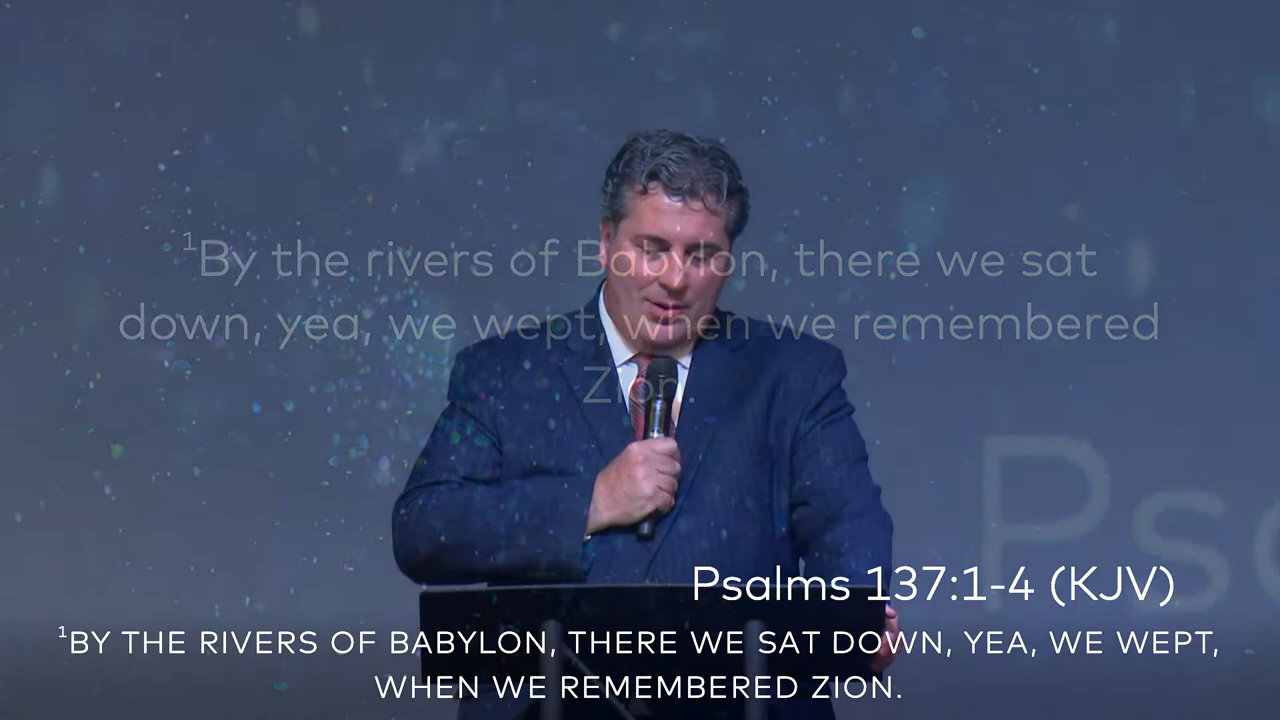 ¹By the rivers of Babylon, there we sat
down, yea, we wept, when we remembered
Zion.
Psa
Psalms 137:1-4 (KJV)
¹BY THE RIVERS OF BABYLON, THERE WE SAT DOWN, YEA, WE WEPT,
WHEN WE REMEMBERED ZION.